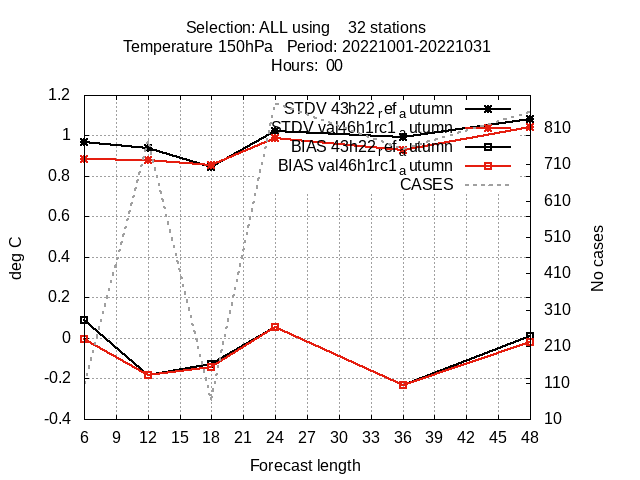 Selection: ALL using 32 stations
Temperature 150hPa Period: 20221001-20221031
Hours: 00
1.2
1
0.8
0.6
0.4
0.2
0
-0.2
-0.4
deg C
STDV 43h22_ref_autumn
STDV val46h1rc1_autumn
BIAS 43h22_ref_autumn
BIAS val46h1rc1_autumn
CASES
810
710
610
510
410
310
210
110
10
No cases
6 9 12 15 18 21 24 27 30 33 36 39 42 45 48
Forecast length